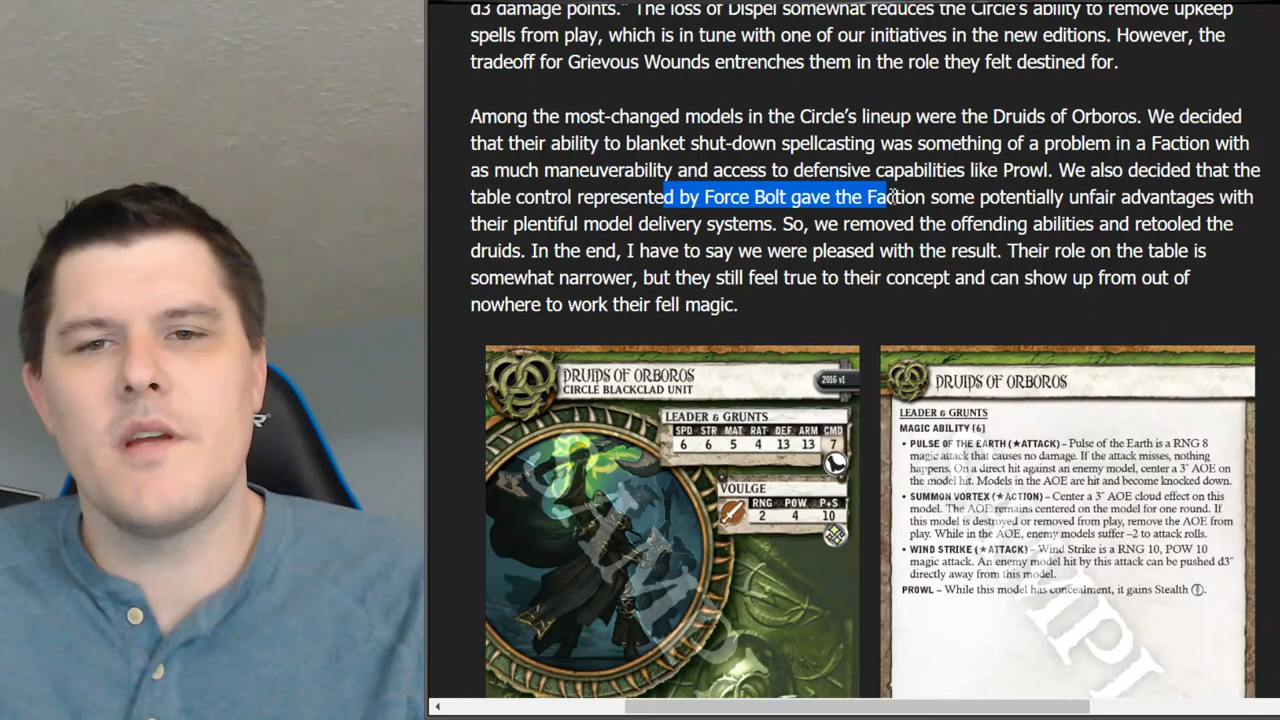 d3 damage points." The loss of Dispel somewhat reduces the Circle's ability to remove upkeep
spells from play, which is in tune with one of our initiatives in the new editions. However, the
tradeoff for Grievous Wounds entrenches them in the role they felt destined for.
Among the most-changed models in the Circle's lineup were the Druids of Orboros. We decided
that their ability to blanket shut-down spellcasting was something of a problem in a Faction with
as much maneuverability and access to defensive capabilities like Prowl. We also decided that the
table control represented by Force Bolt gave the Faction some potentially unfair advantages with
their plentiful model delivery systems. So, we removed the offending abilities and retooled the
druids. In the end, I have to say we were pleased with the result. Their role on the table is
somewhat narrower, but they still feel true to their concept and can show up from out of
nowhere to work their fell magic.
DRUIDS OF ORBOROS
CIRCLE BLACKCLAD UNIT
2016 v1
LEADER & GRUNTS
SPD STR MAT RAT DEF ARM CMD
6 6 5 4 13 13 7
VOULGE
RNG POW P+S
2 4 10
SAMP
DRUIDS OF ORBOROS
LEADER & GRUNTS
MAGIC ABILITY [6]
• PULSE OF THE EARTH (★ATTACK) – Pulse of the Earth is a RNG 8
magic attack that causes no damage. If the attack misses, nothing
happens. On a direct hit against an enemy model, center a 3" AOE on
the model hit. Models in the AOE are hit and become knocked down.
• SUMMON VORTEX (★ACTION) – Center a 3" AOE cloud effect on this
model. The AOE remains centered on the model for one round. If
this model is destroyed or removed from play, remove the AOE from
play. While in the AOE, enemy models suffer –2 to attack rolls.
• WIND STRIKE (★ATTACK) – Wind Strike is a RNG 10, POW 10
magic attack. An enemy model hit by this attack can be pushed d3"
directly away from this model.
PROWL – While this model has concealment, it gains Stealth
MPL